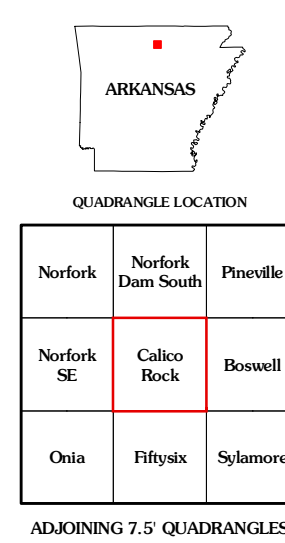 ARKANSAS
QUADRANGLE LOCATION
Norfork
Norfork
Dam South
Pineville
Norfork
SE
Calico
Rock
Boswell
Onia
Fiftysix
Sylamore
ADJOINING 7.5' QUADRANGLES